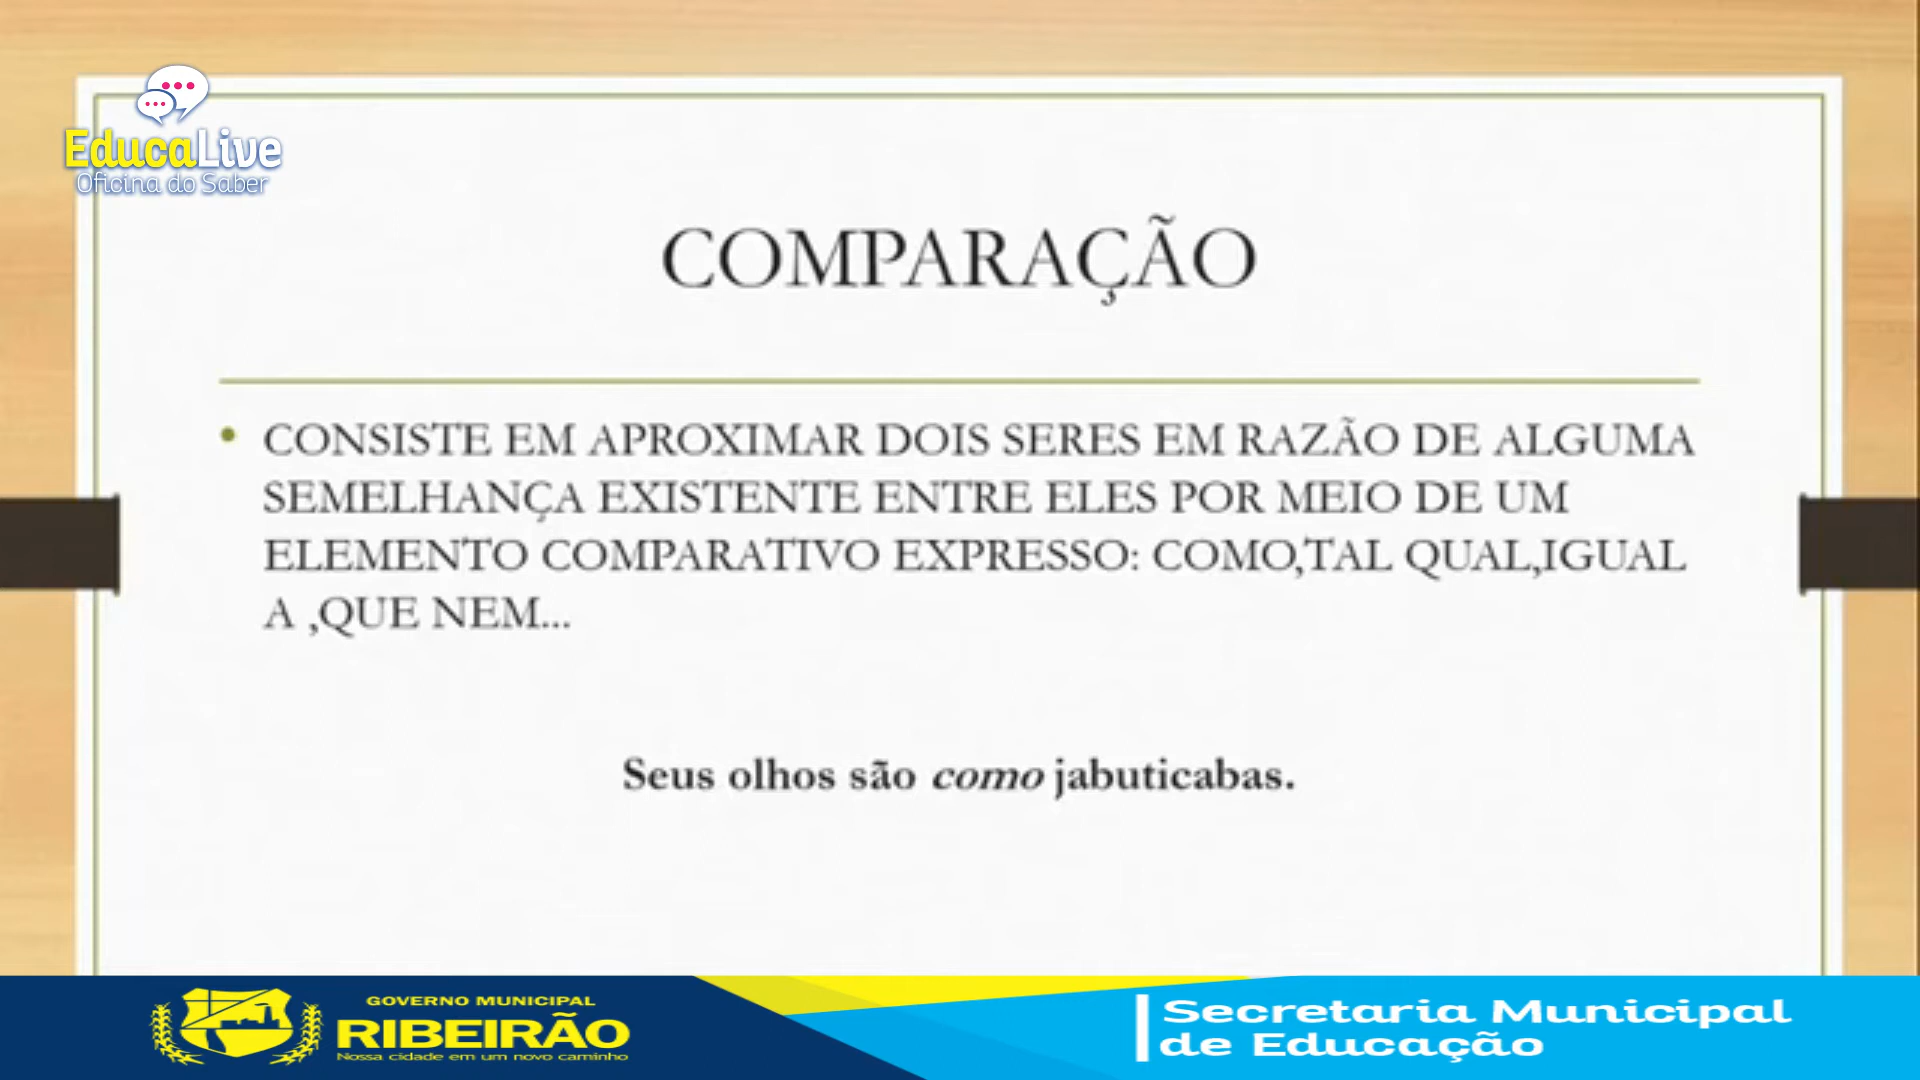 EducaLive
Oficina do Saber
COMPARAÇÃO
• CONSISTE EM APROXIMAR DOIS SERES EM RAZÃO DE ALGUMA
SEMELHANÇA EXISTENTE ENTRE ELES POR MEIO DE UM
ELEMENTO COMPARATIVO EXPRESSO: COMO,TAL QUAL,IGUAL
A ,QUE NEM...
Seus olhos são como jabuticabas.
GOVERNO MUNICIPAL
RIBEIRÃO
Nossa cidade em um novo caminho
Secretaria Municipal
de Educação